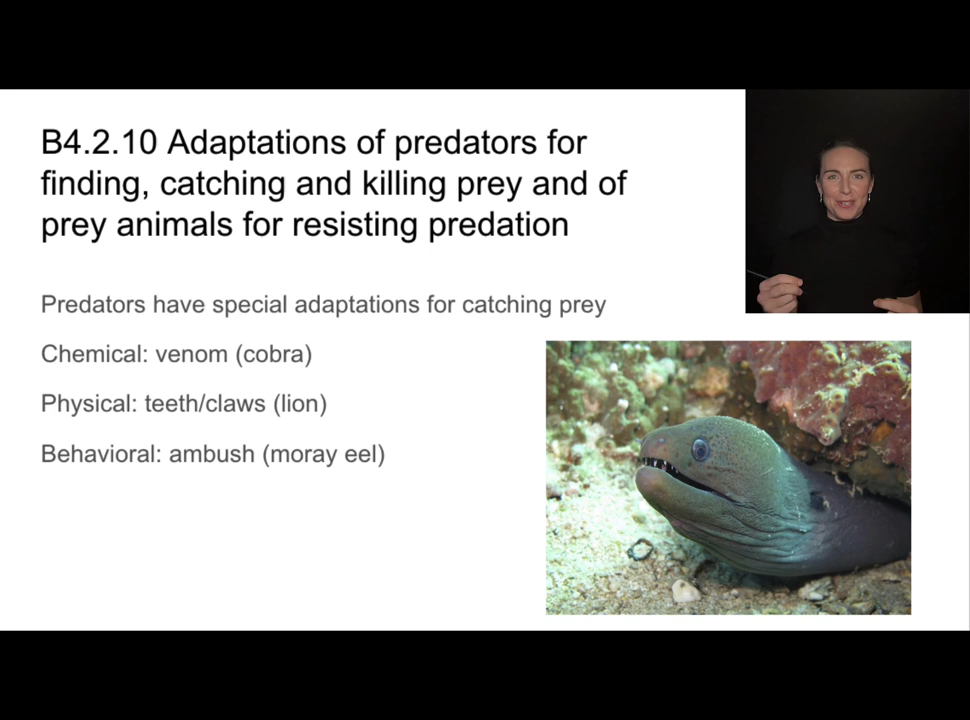 B4.2.10 Adaptations of predators for
finding, catching and killing prey and of
prey animals for resisting predation
Predators have special adaptations for catching prey
Chemical: venom (cobra)
Physical: teeth/claws (lion)
Behavioral: ambush (moray eel)